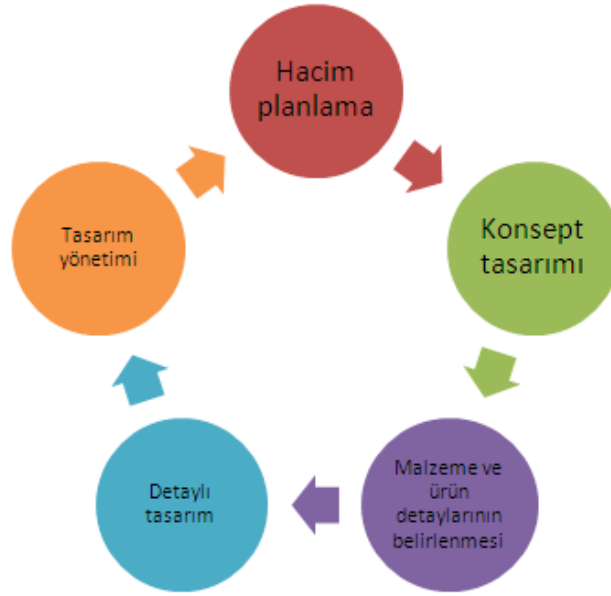 Hacim
planlama
Konsept
tasarımı
Malzeme ve
ürün
detaylarının
belirlenmesi
Detaylı
tasarım
Tasarım
yönetimi